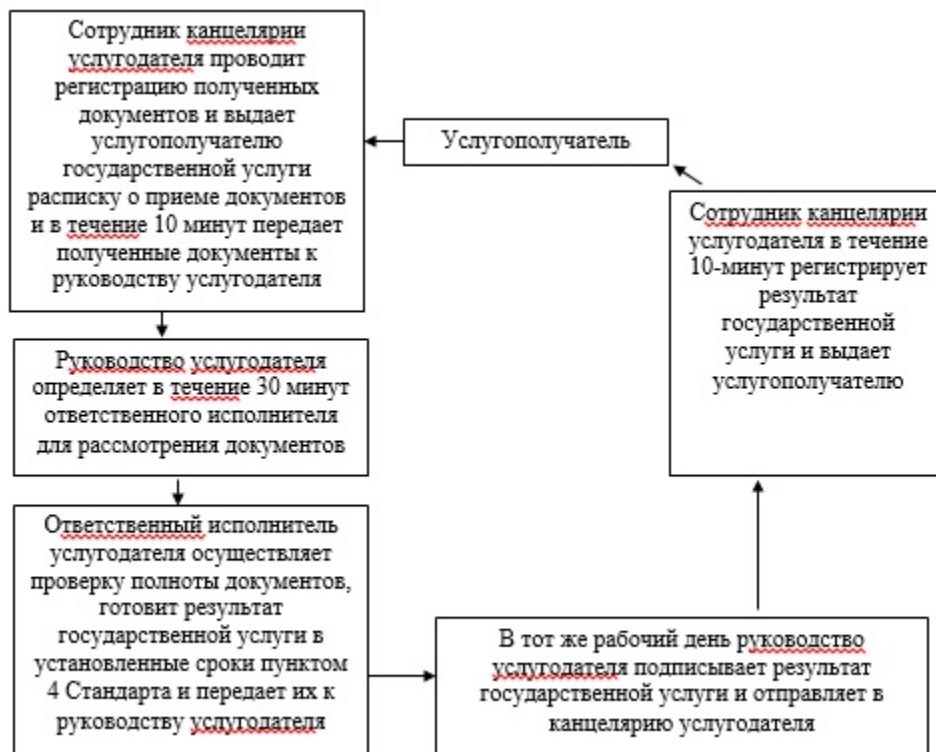 Сотрудник канцелярии
услугодателя проводит
регистрацию полученных
документов и выдает
услугополучателю
государственной услуги
расписку о приеме документов
и в течение 10 минут передает
полученные документы к
руководству услугодателя
Услугополучатель
Сотрудник канцелярии
услугодателя в течение
10-минут регистрирует
результат
государственной
услуги и выдает
услугополучателю
Руководство услугодателя
определяет в течение 30 минут
ответственного исполнителя
для рассмотрения документов
Ответственный исполнитель
услугодателя осуществляет
проверку полноты документов,
готовит результат
государственной услуги в
установленные сроки пунктом
4 Стандарта и передает их к
руководству услугодателя
В тот же рабочий день руководство
услугодателя подписывает результат
государственной услуги и отправляет в
канцелярию услугодателя